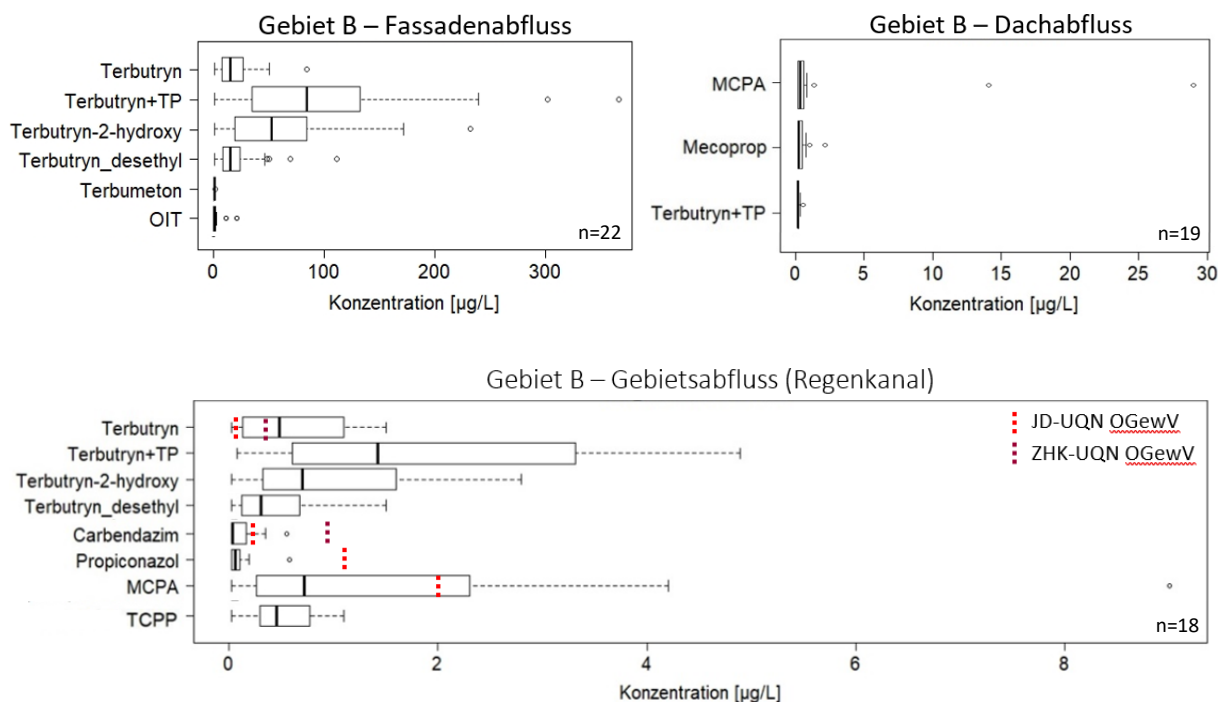 Gebiet B – Fassadenabfluss
Terbutryn
Terbutryn+TP
Terbutryn-2-hydroxy
Terbutryn_desethyl
Terbumeton
OIT
n=22
0 100 200 300
Konzentration [µg/L]
Gebiet B – Dachabfluss
MCPA
Mecoprop
Terbutryn+TP
n=19
0 5 10 15 20 25 30
Konzentration [µg/L]
Gebiet B – Gebietsabfluss (Regenkanal)
Terbutryn
Terbutryn+TP
Terbutryn-2-hydroxy
Terbutryn_desethyl
Carbendazim
Propiconazol
MCPA
TCPP
JD-UQN OGewV
ZHK-UQN OGewV
n=18
0 2 4 6 8
Konzentration [µg/L]